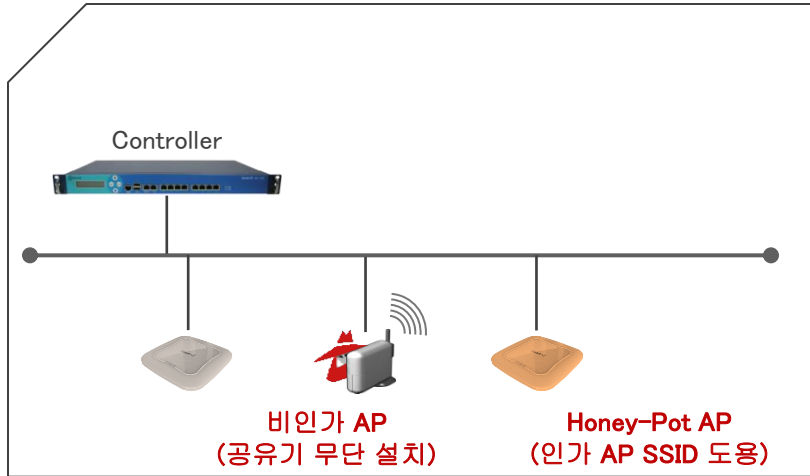 Controller
비인가 AP
(공유기 무단 설치)
Honey-Pot AP
(인가 AP SSID 도용)